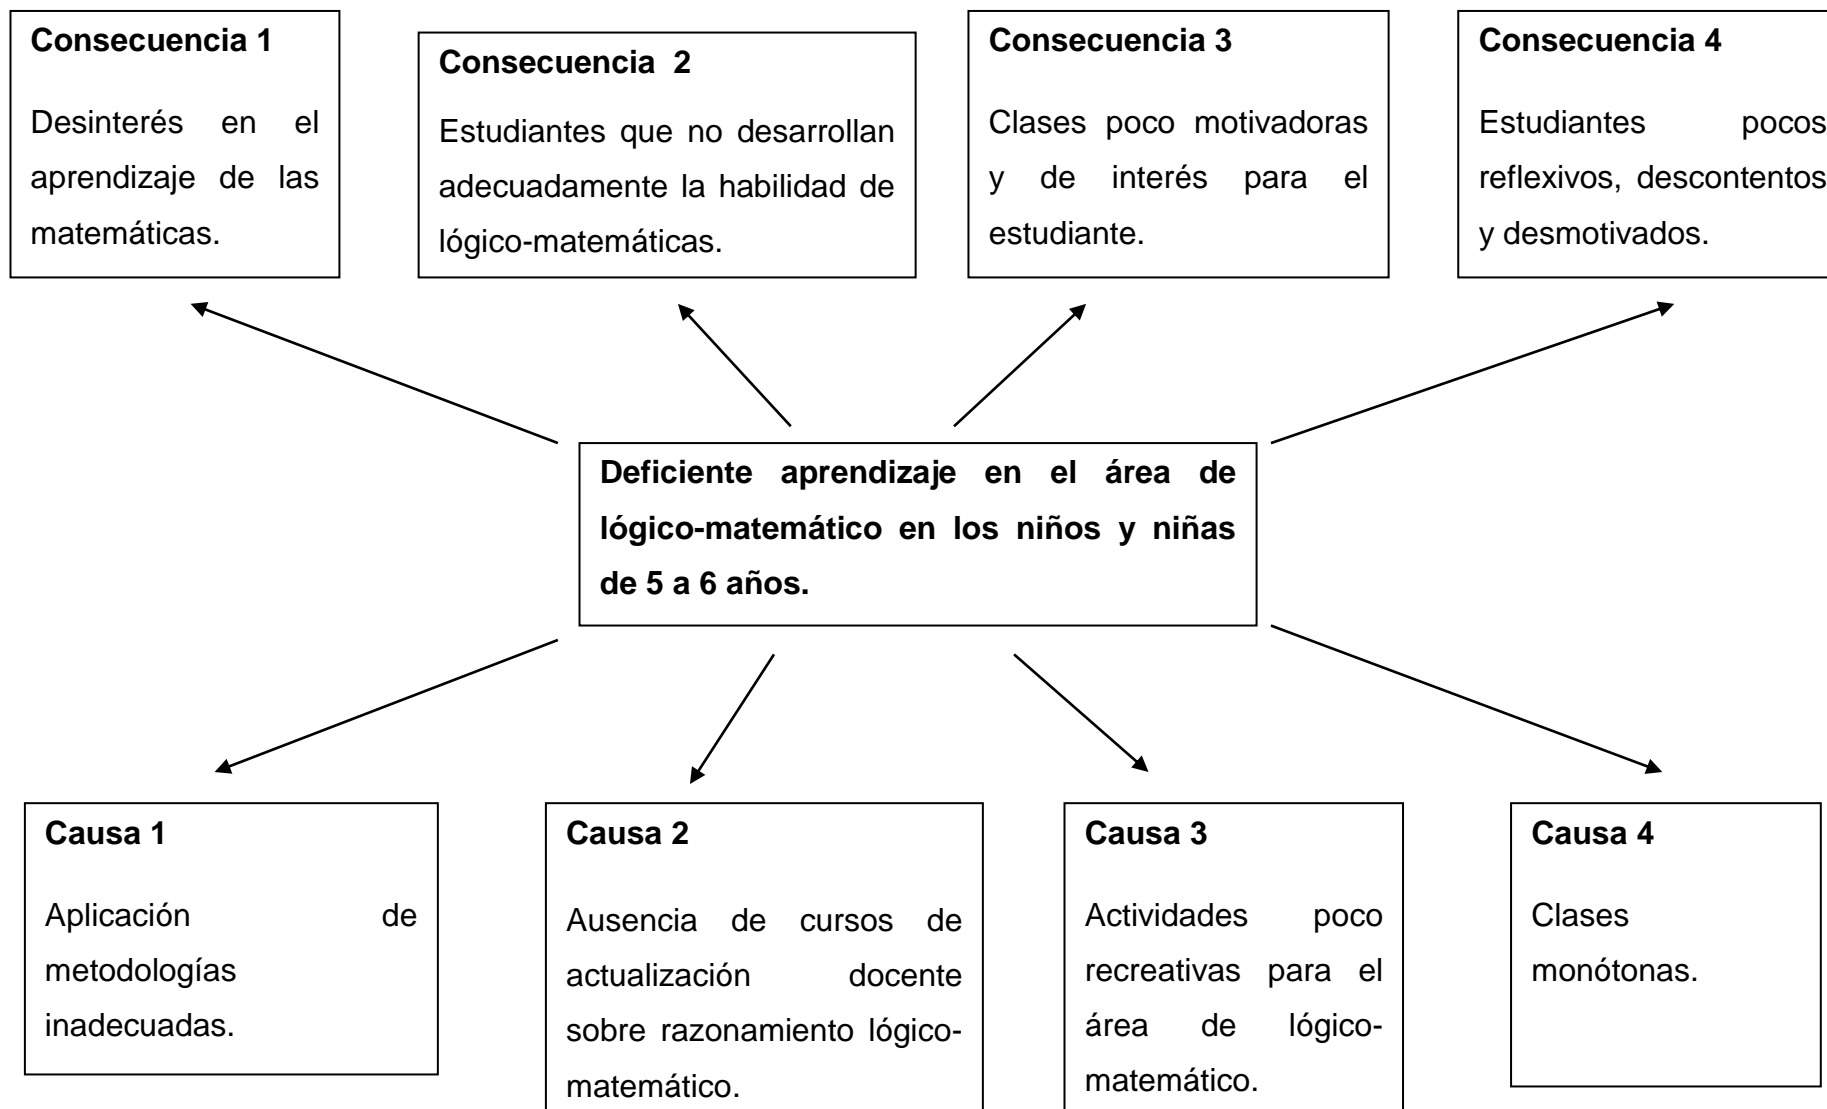 Consecuencia 1
Desinterés en el
aprendizaje de las
matemáticas.
Consecuencia 2
Estudiantes que no desarrollan
adecuadamente la habilidad de
lógico-matemáticas.
Consecuencia 3
Clases poco motivadoras
y de interés para el
estudiante.
Consecuencia 4
Estudiantes pocos
reflexivos, descontentos
y desmotivados.
Deficiente aprendizaje en el área de
lógico-matemático en los niños y niñas
de 5 a 6 años.
Causa 1
Aplicación de
metodologías
inadecuadas.
Causa 2
Ausencia de cursos de
actualización docente
sobre razonamiento lógico-
matemático.
Causa 3
Actividades poco
recreativas para el
área de lógico-
matemático.
Causa 4
Clases
monótonas.